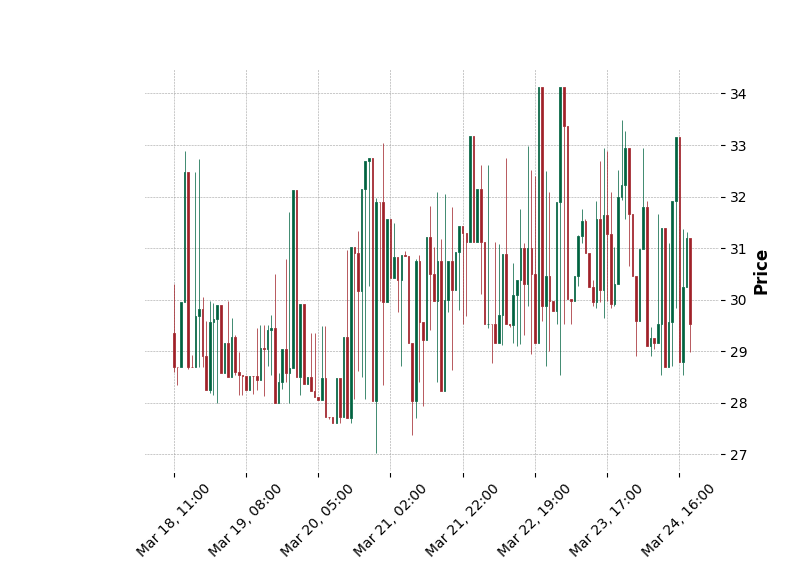 34
33
32
31
30
29
28
27
Price
Mar 18, 11:00
Mar 19, 08:00
Mar 20, 05:00
Mar 21, 02:00
Mar 21, 22:00
Mar 22, 19:00
Mar 23, 17:00
Mar 24, 16:00